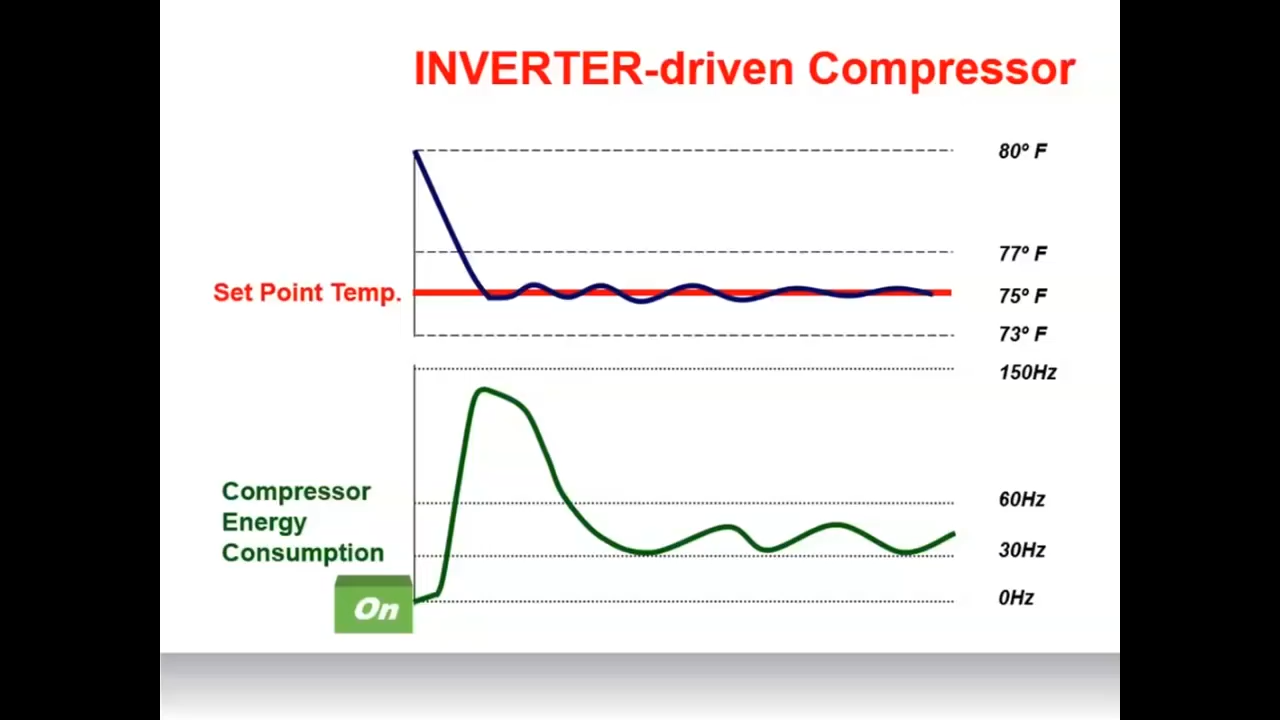 INVERTER-driven Compressor
80º F
77º F
Set Point Temp.
75º F
73º F
150Hz
Compressor
Energy
Consumption
60Hz
30Hz
0Hz
On